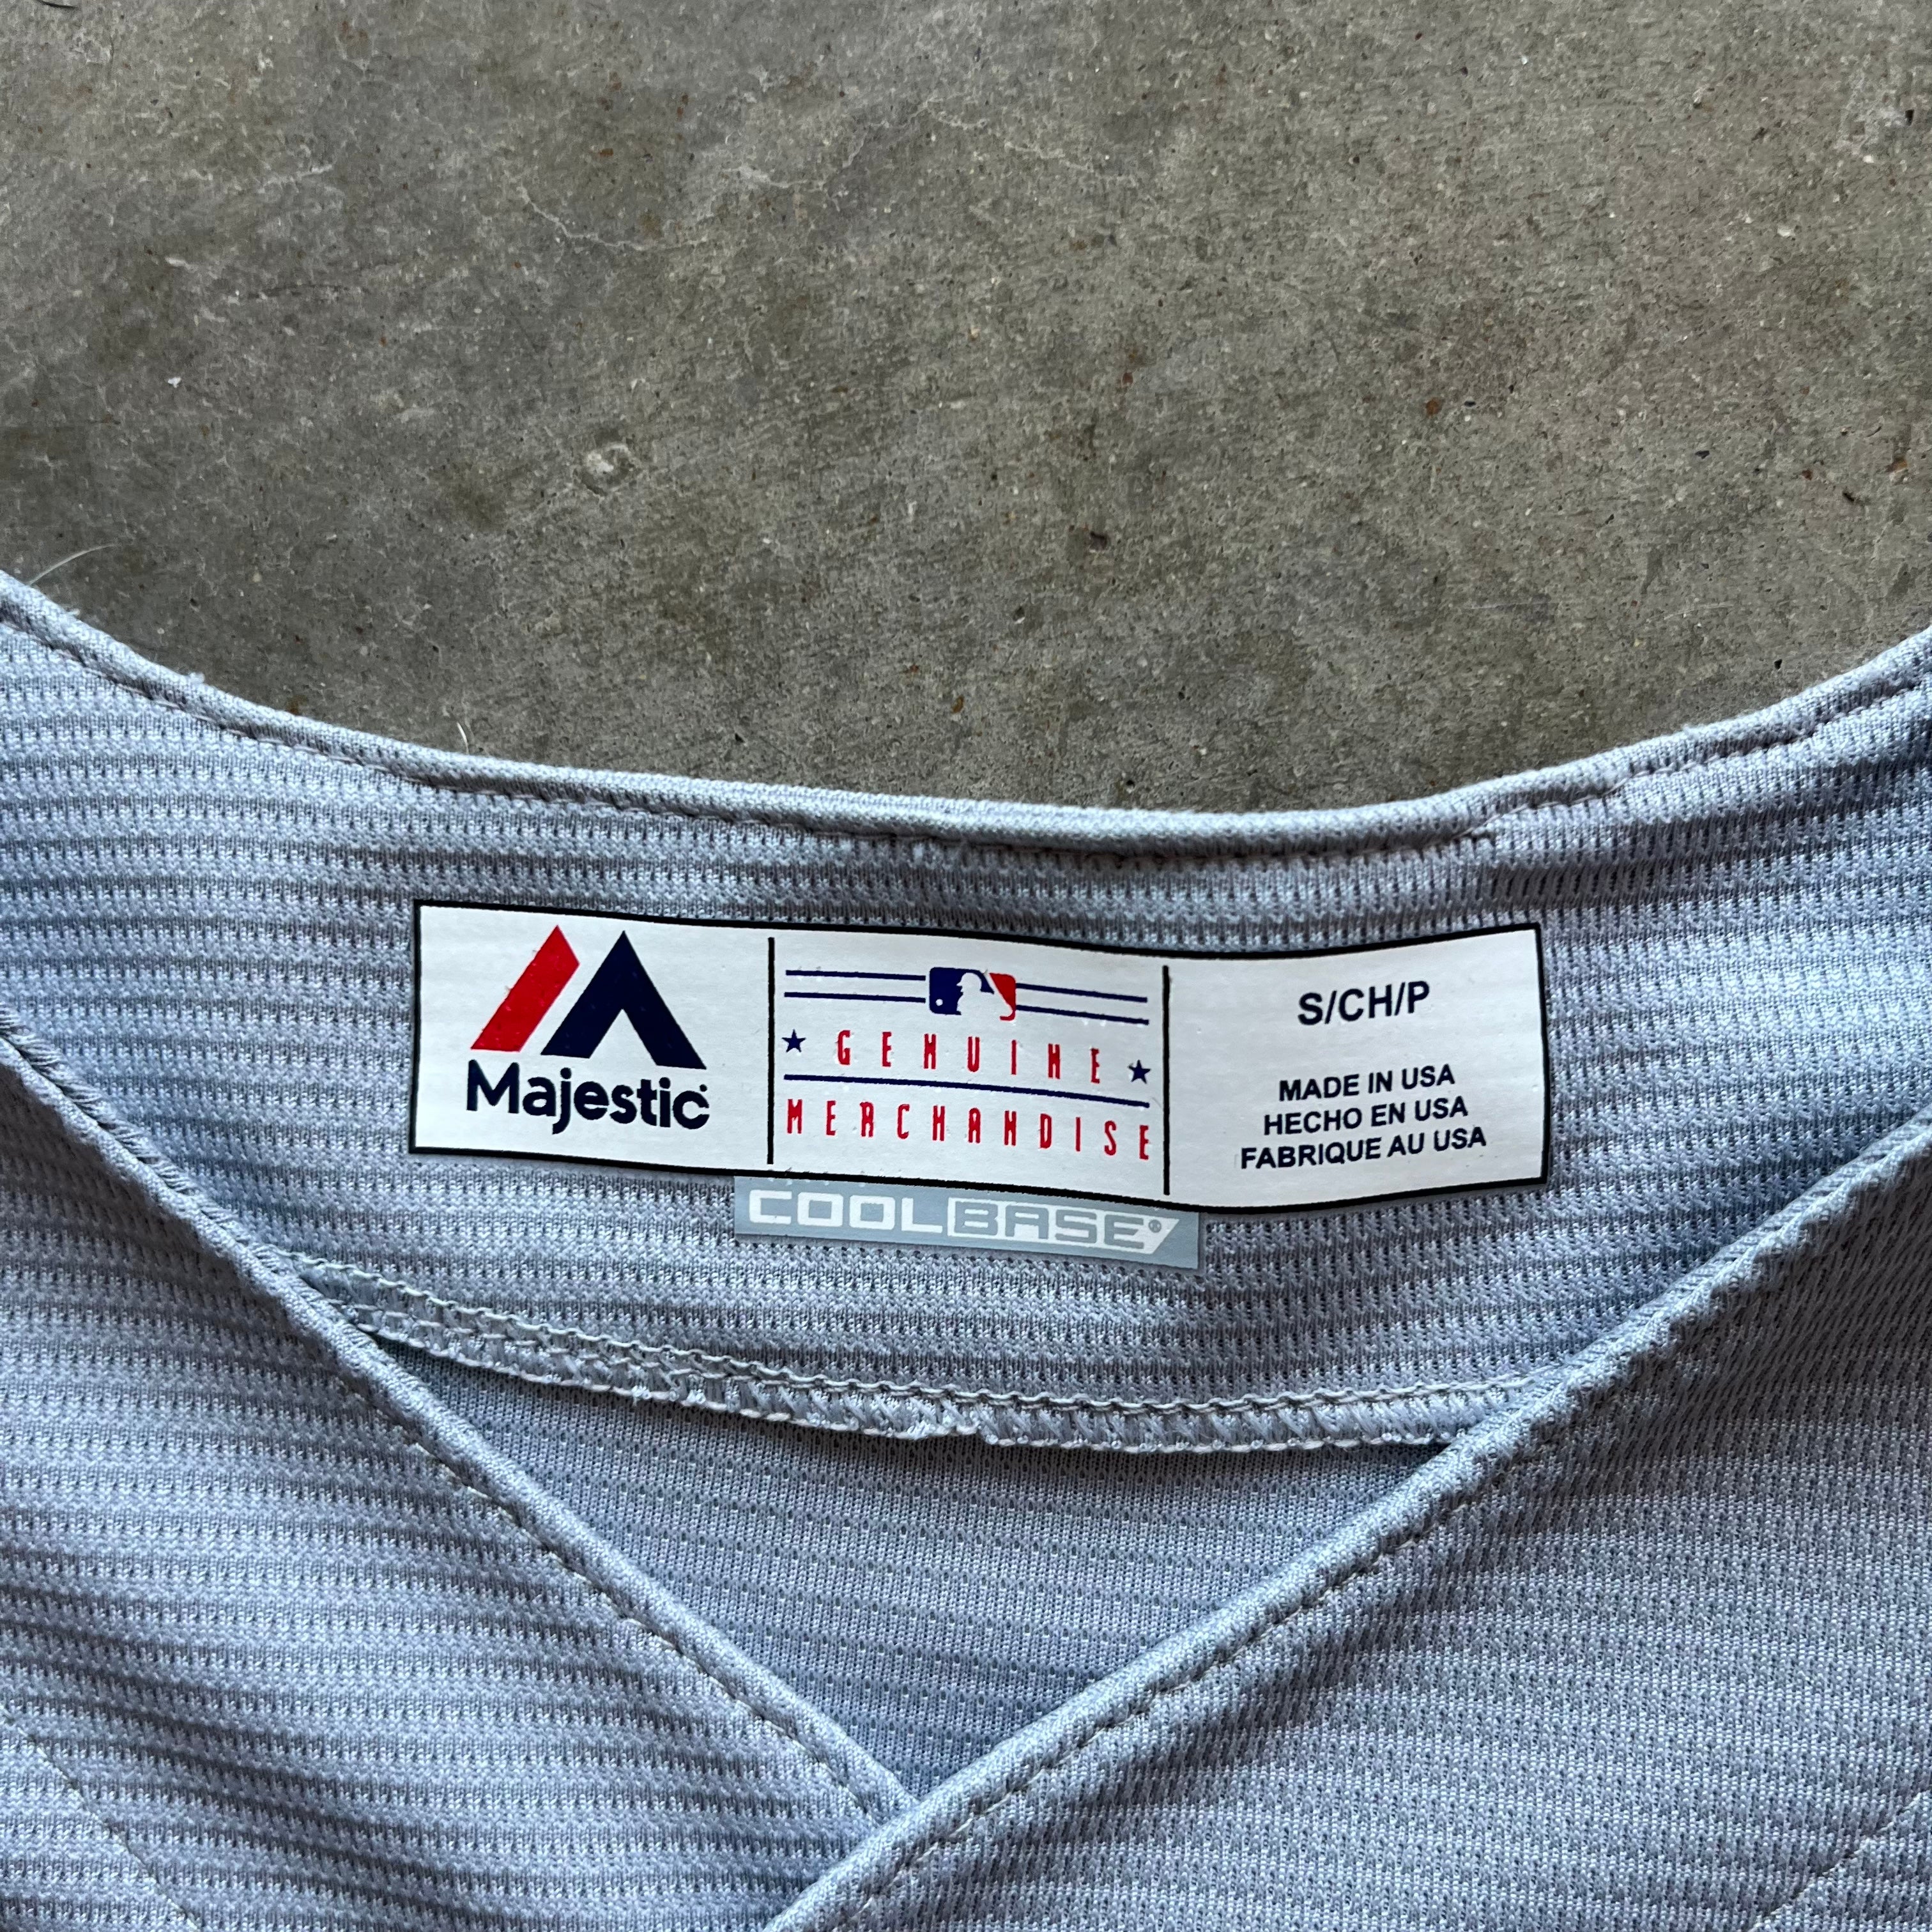 Majestic
GENUINE
MERCHANDISE
S/CH/P
MADE IN USA
HECHO EN USA
FABRIQUE AU USA
COOLBASE®